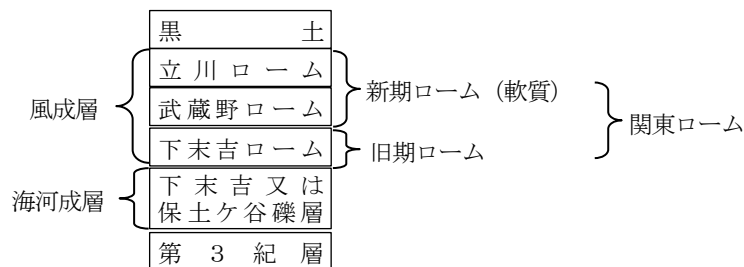 黒土
立川ローム
武蔵野ローム
下末吉ローム
下末吉又は
保土ケ谷礫層
第３紀層
風成層
海河成層
新期ローム（軟質）
旧期ローム
関東ローム